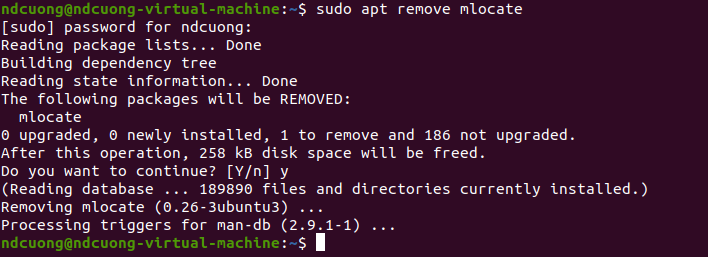 ndcuong@ndcuong-virtual-machine:~$ sudo apt remove mlocate
[sudo] password for ndcuong:
Reading package lists... Done
Building dependency tree
Reading state information... Done
The following packages will be REMOVED:
  mlocate
0 upgraded, 0 newly installed, 1 to remove and 186 not upgraded.
After this operation, 258 kB disk space will be freed.
Do you want to continue? [Y/n] y
(Reading database ... 189890 files and directories currently installed.)
Removing mlocate (0.26-3ubuntu3) ...
Processing triggers for man-db (2.9.1-1) ...
ndcuong@ndcuong-virtual-machine:~$